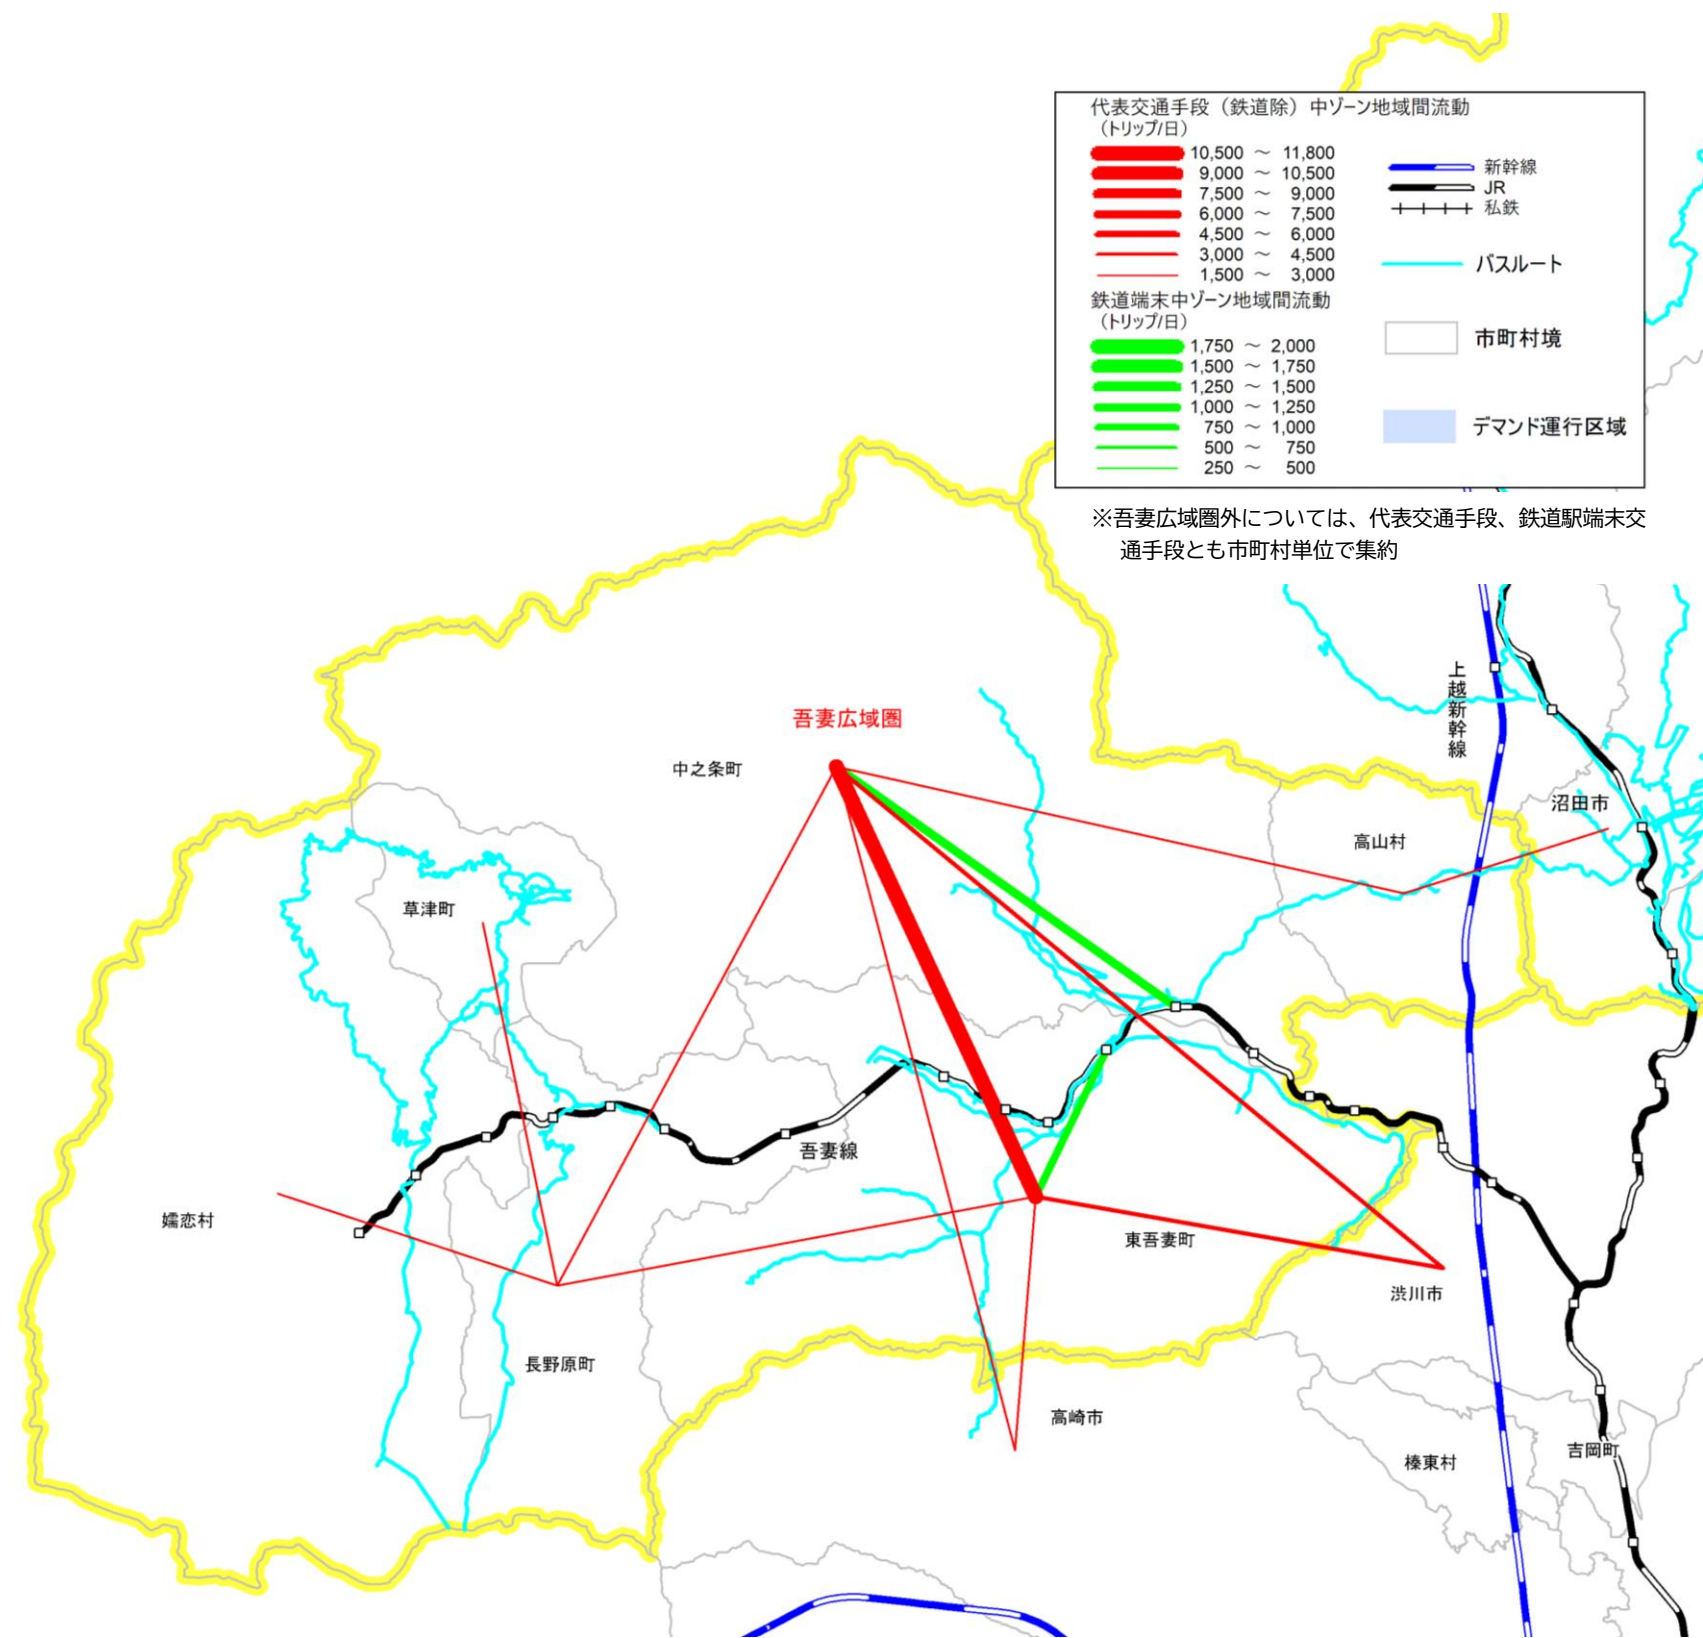 代表交通手段（鉄道除）中ゾーン地域間流動
（トリップ/日）
10,500 ～ 11,800
9,000 ～ 10,500
7,500 ～ 9,000
6,000 ～ 7,500
4,500 ～ 6,000
3,000 ～ 4,500
1,500 ～ 3,000
鉄道端末中ゾーン地域間流動
（トリップ/日）
1,750 ～ 2,000
1,500 ～ 1,750
1,250 ～ 1,500
1,000 ～ 1,250
750 ～ 1,000
500 ～ 750
250 ～ 500
新幹線
JR
私鉄
バスルート
市町村境
デマンド運行区域
※吾妻広域圏外については、代表交通手段、鉄道駅端末交
通手段とも市町村単位で集約
上越新幹線
吾妻広域圏
中之条町
沼田市
高山村
草津町
吾妻線
嬬恋村
東吾妻町
渋川市
長野原町
高崎市
榛東村
吉岡町